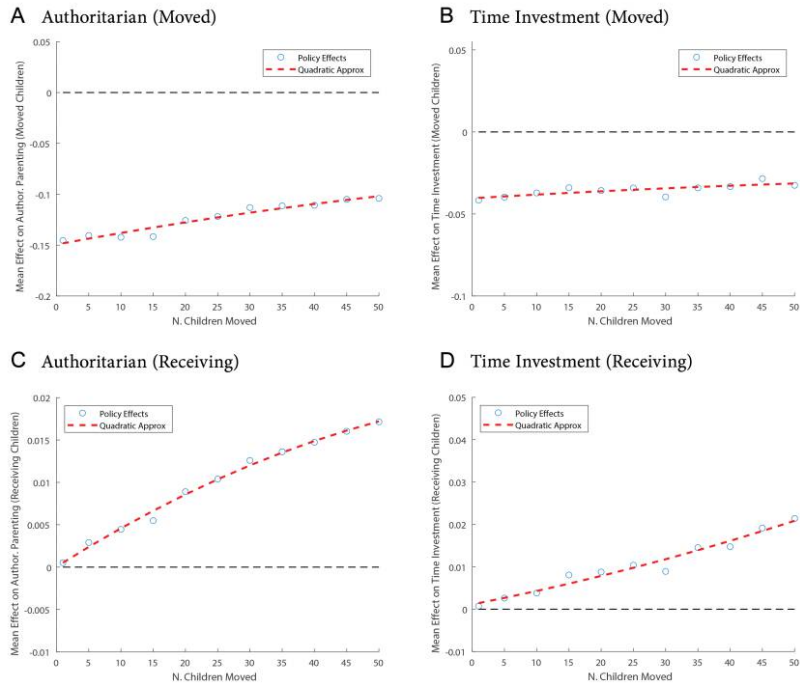 A Authoritarian (Moved)
0.05
0
-0.05
-0.1
-0.15
-0.2
Mean Effect on Author. Parenting (Moved Children)
Policy Effects
Quadratic Approx
0 5 10 15 20 25 30 35 40 45 50
N. Children Moved
B Time Investment (Moved)
0.05
0
-0.05
-0.1
Mean Effect on Time Investment (Moved Children)
Policy Effects
Quadratic Approx
0 5 10 15 20 25 30 35 40 45 50
N. Children Moved
C Authoritarian (Receiving)
0.02
0.015
0.01
0.005
0
-0.005
-0.01
Mean Effect on Author. Parenting (Receiving Children)
Policy Effects
Quadratic Approx
0 5 10 15 20 25 30 35 40 45 50
N. Children Moved
D Time Investment (Receiving)
0.05
0.04
0.03
0.02
0.01
0
-0.01
Mean Effect on Time Investment (Receiving Children)
Policy Effects
Quadratic Approx
0 5 10 15 20 25 30 35 40 45 50
N. Children Moved